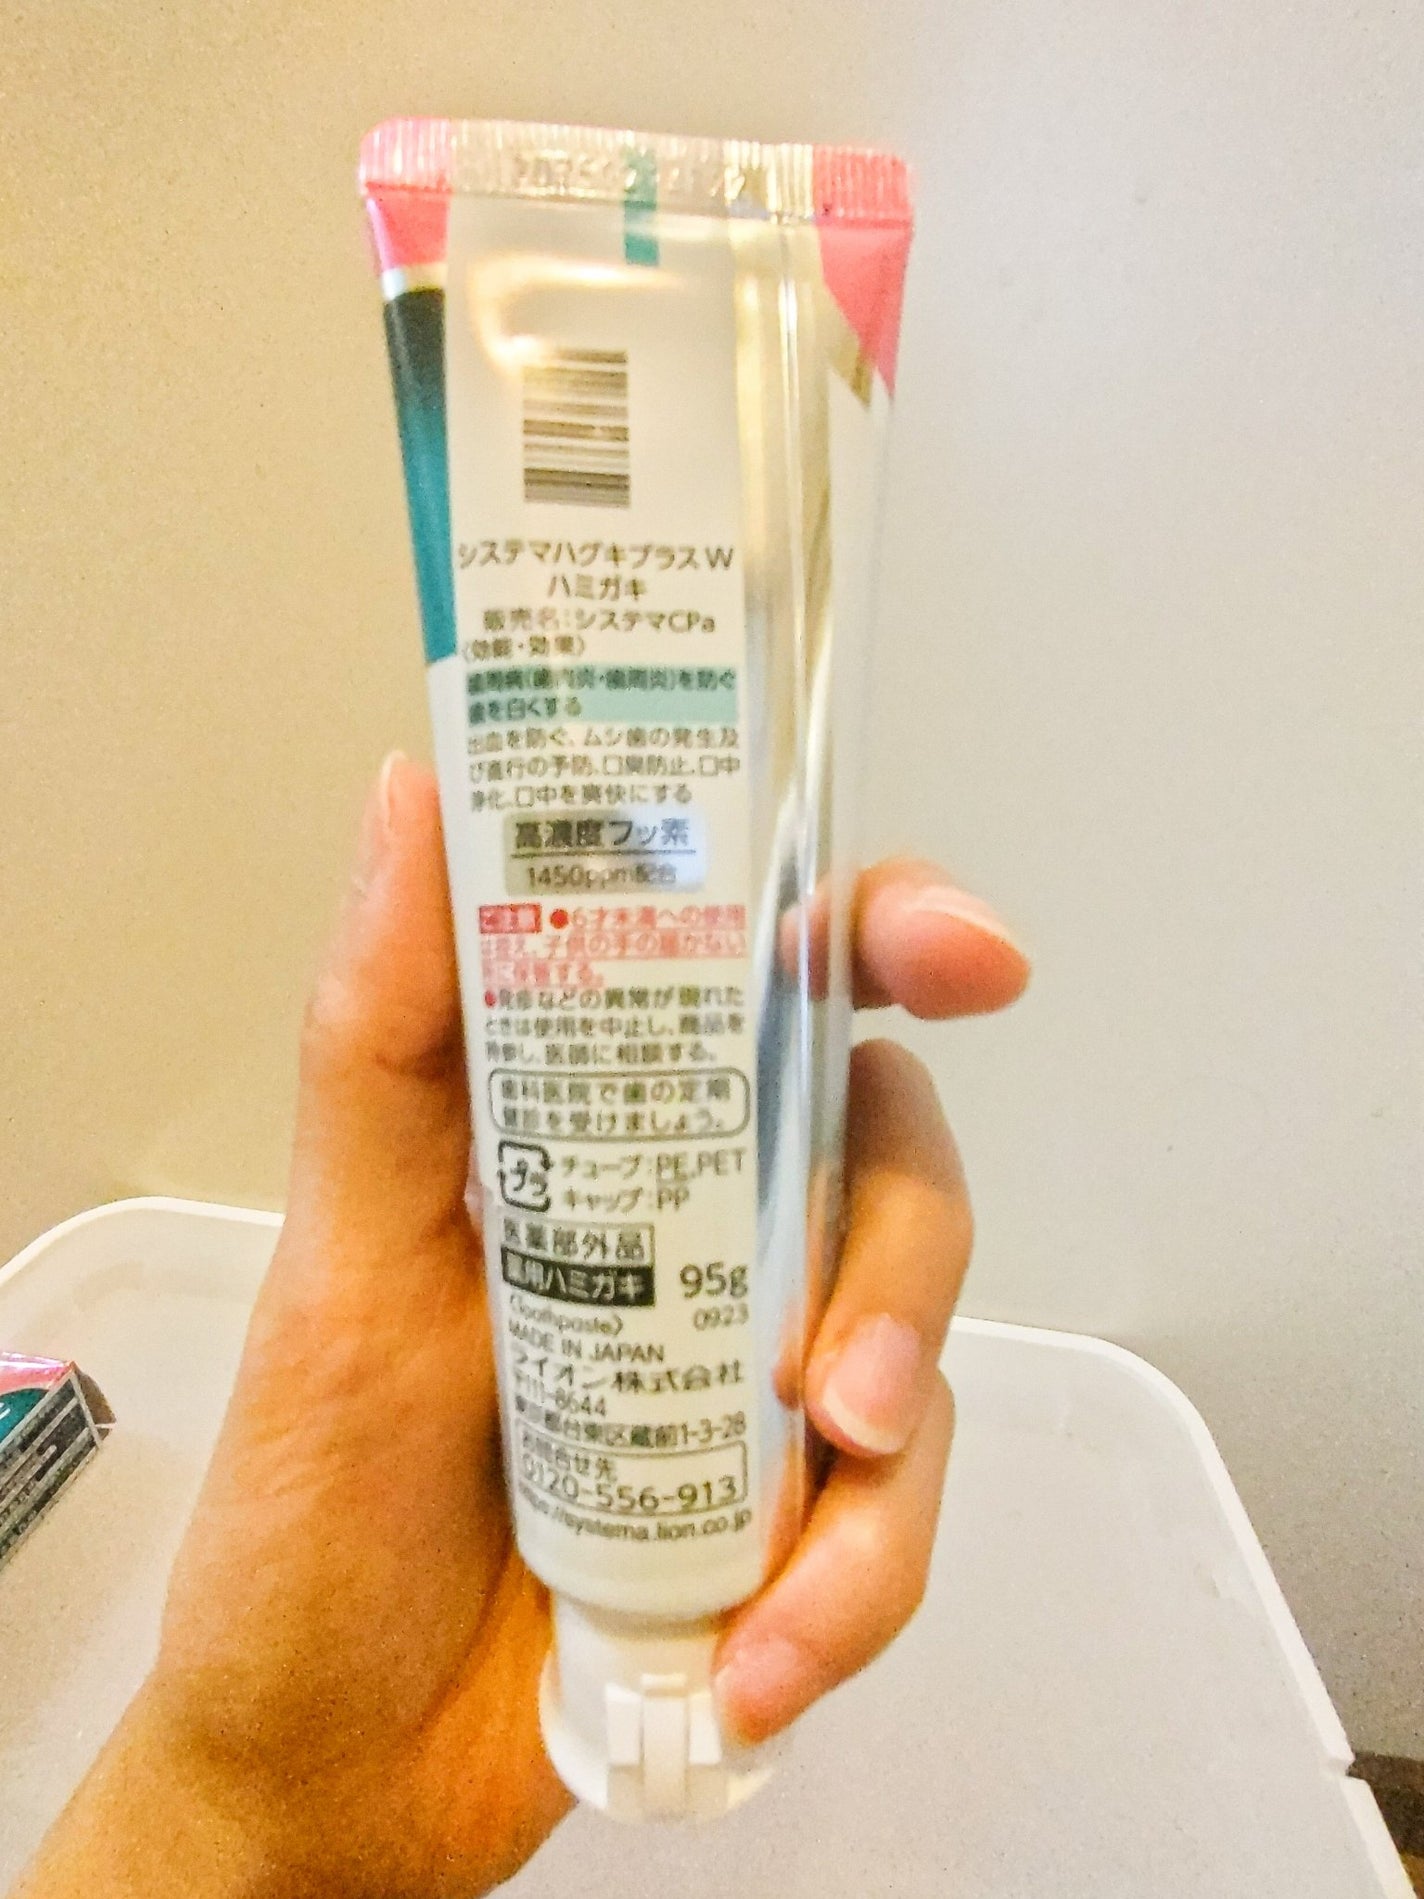 システマハグキプラスW
ハミガキ
販売名:システマCPa
〈効能・効果〉
歯周病(歯肉炎・歯周炎)を防ぐ
歯を白くする
出血を防ぐ、ムシ歯の発生及
び進行の予防、口臭防止、口中
浄化、口中を爽快にする
高濃度フッ素
1450ppm配合
ご注意 ●6才未満への使用
は控え、子供の手の届かない
所に保管する。
●発疹などの異常が現れた
ときは使用を中止し、商品を
持参し、医師に相談する。
歯科医院で歯の定期
健診を受けましょう。
プラ チューブ:PE,PET
キャップ:PP
医薬部外品
薬用ハミガキ 95g
〈Toothpaste〉 0923
MADE IN JAPAN
ライオン株式会社
〒111-8644
東京都台東区蔵前1-3-28
お問合せ先
0120-556-913
https://systema.lion.co.jp